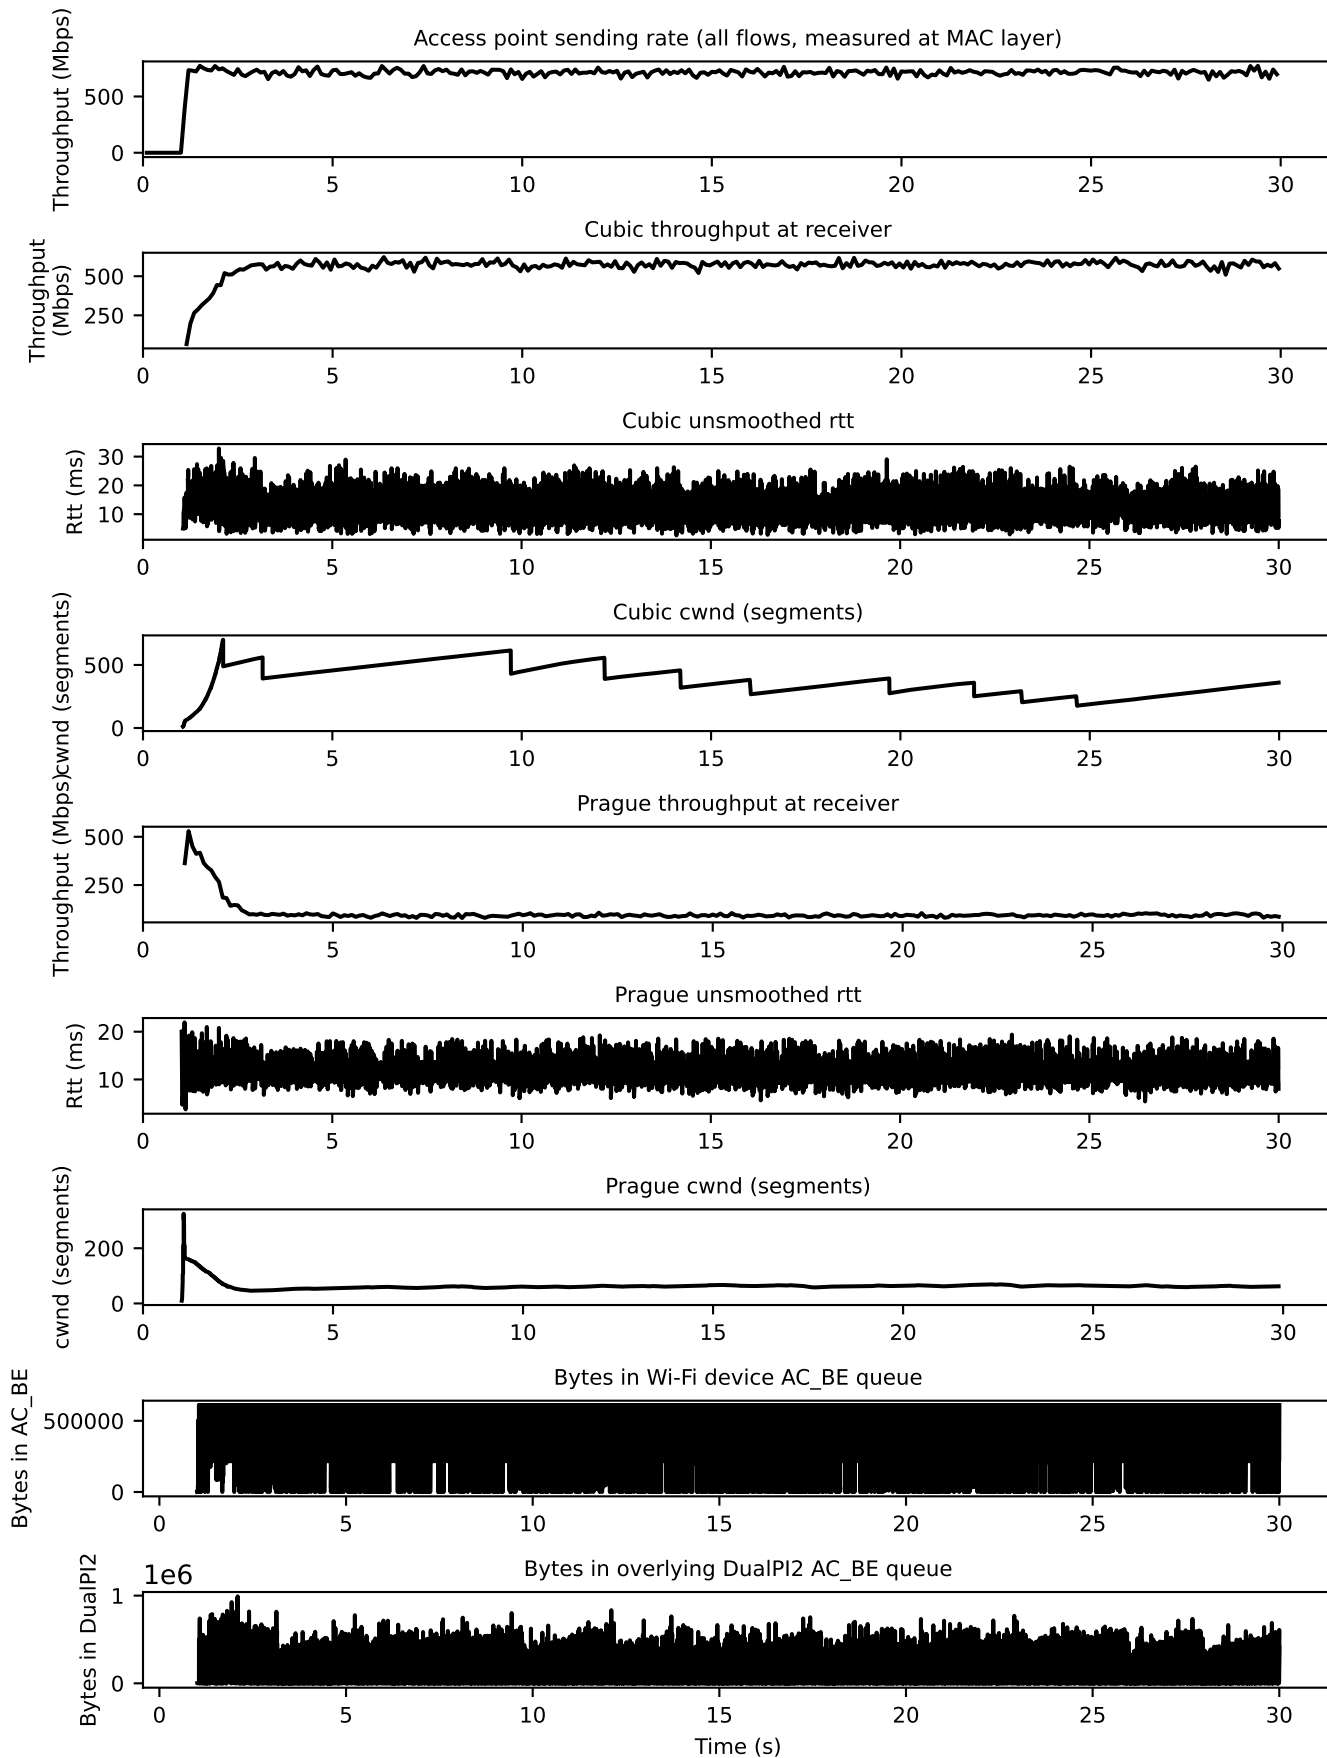 Access point sending rate (all flows, measured at MAC layer)
Throughput (Mbps)
500
0
0 5 10 15 20 25 30
Cubic throughput at receiver
Throughput
(Mbps)
500
250
0 5 10 15 20 25 30
Cubic unsmoothed rtt
Rtt (ms)
30
20
10
0 5 10 15 20 25 30
Cubic cwnd (segments)
cwnd (segments)
500
0
0 5 10 15 20 25 30
Prague throughput at receiver
Throughput (Mbps)
500
250
0 5 10 15 20 25 30
Prague unsmoothed rtt
Rtt (ms)
20
10
0 5 10 15 20 25 30
Prague cwnd (segments)
cwnd (segments)
200
0
0 5 10 15 20 25 30
Bytes in Wi-Fi device AC_BE queue
Bytes in AC_BE
500000
0
0 5 10 15 20 25 30
Bytes in overlying DualPI2 AC_BE queue
Bytes in DualPI2
1e6
1
0
0 5 10 15 20 25 30
Time (s)